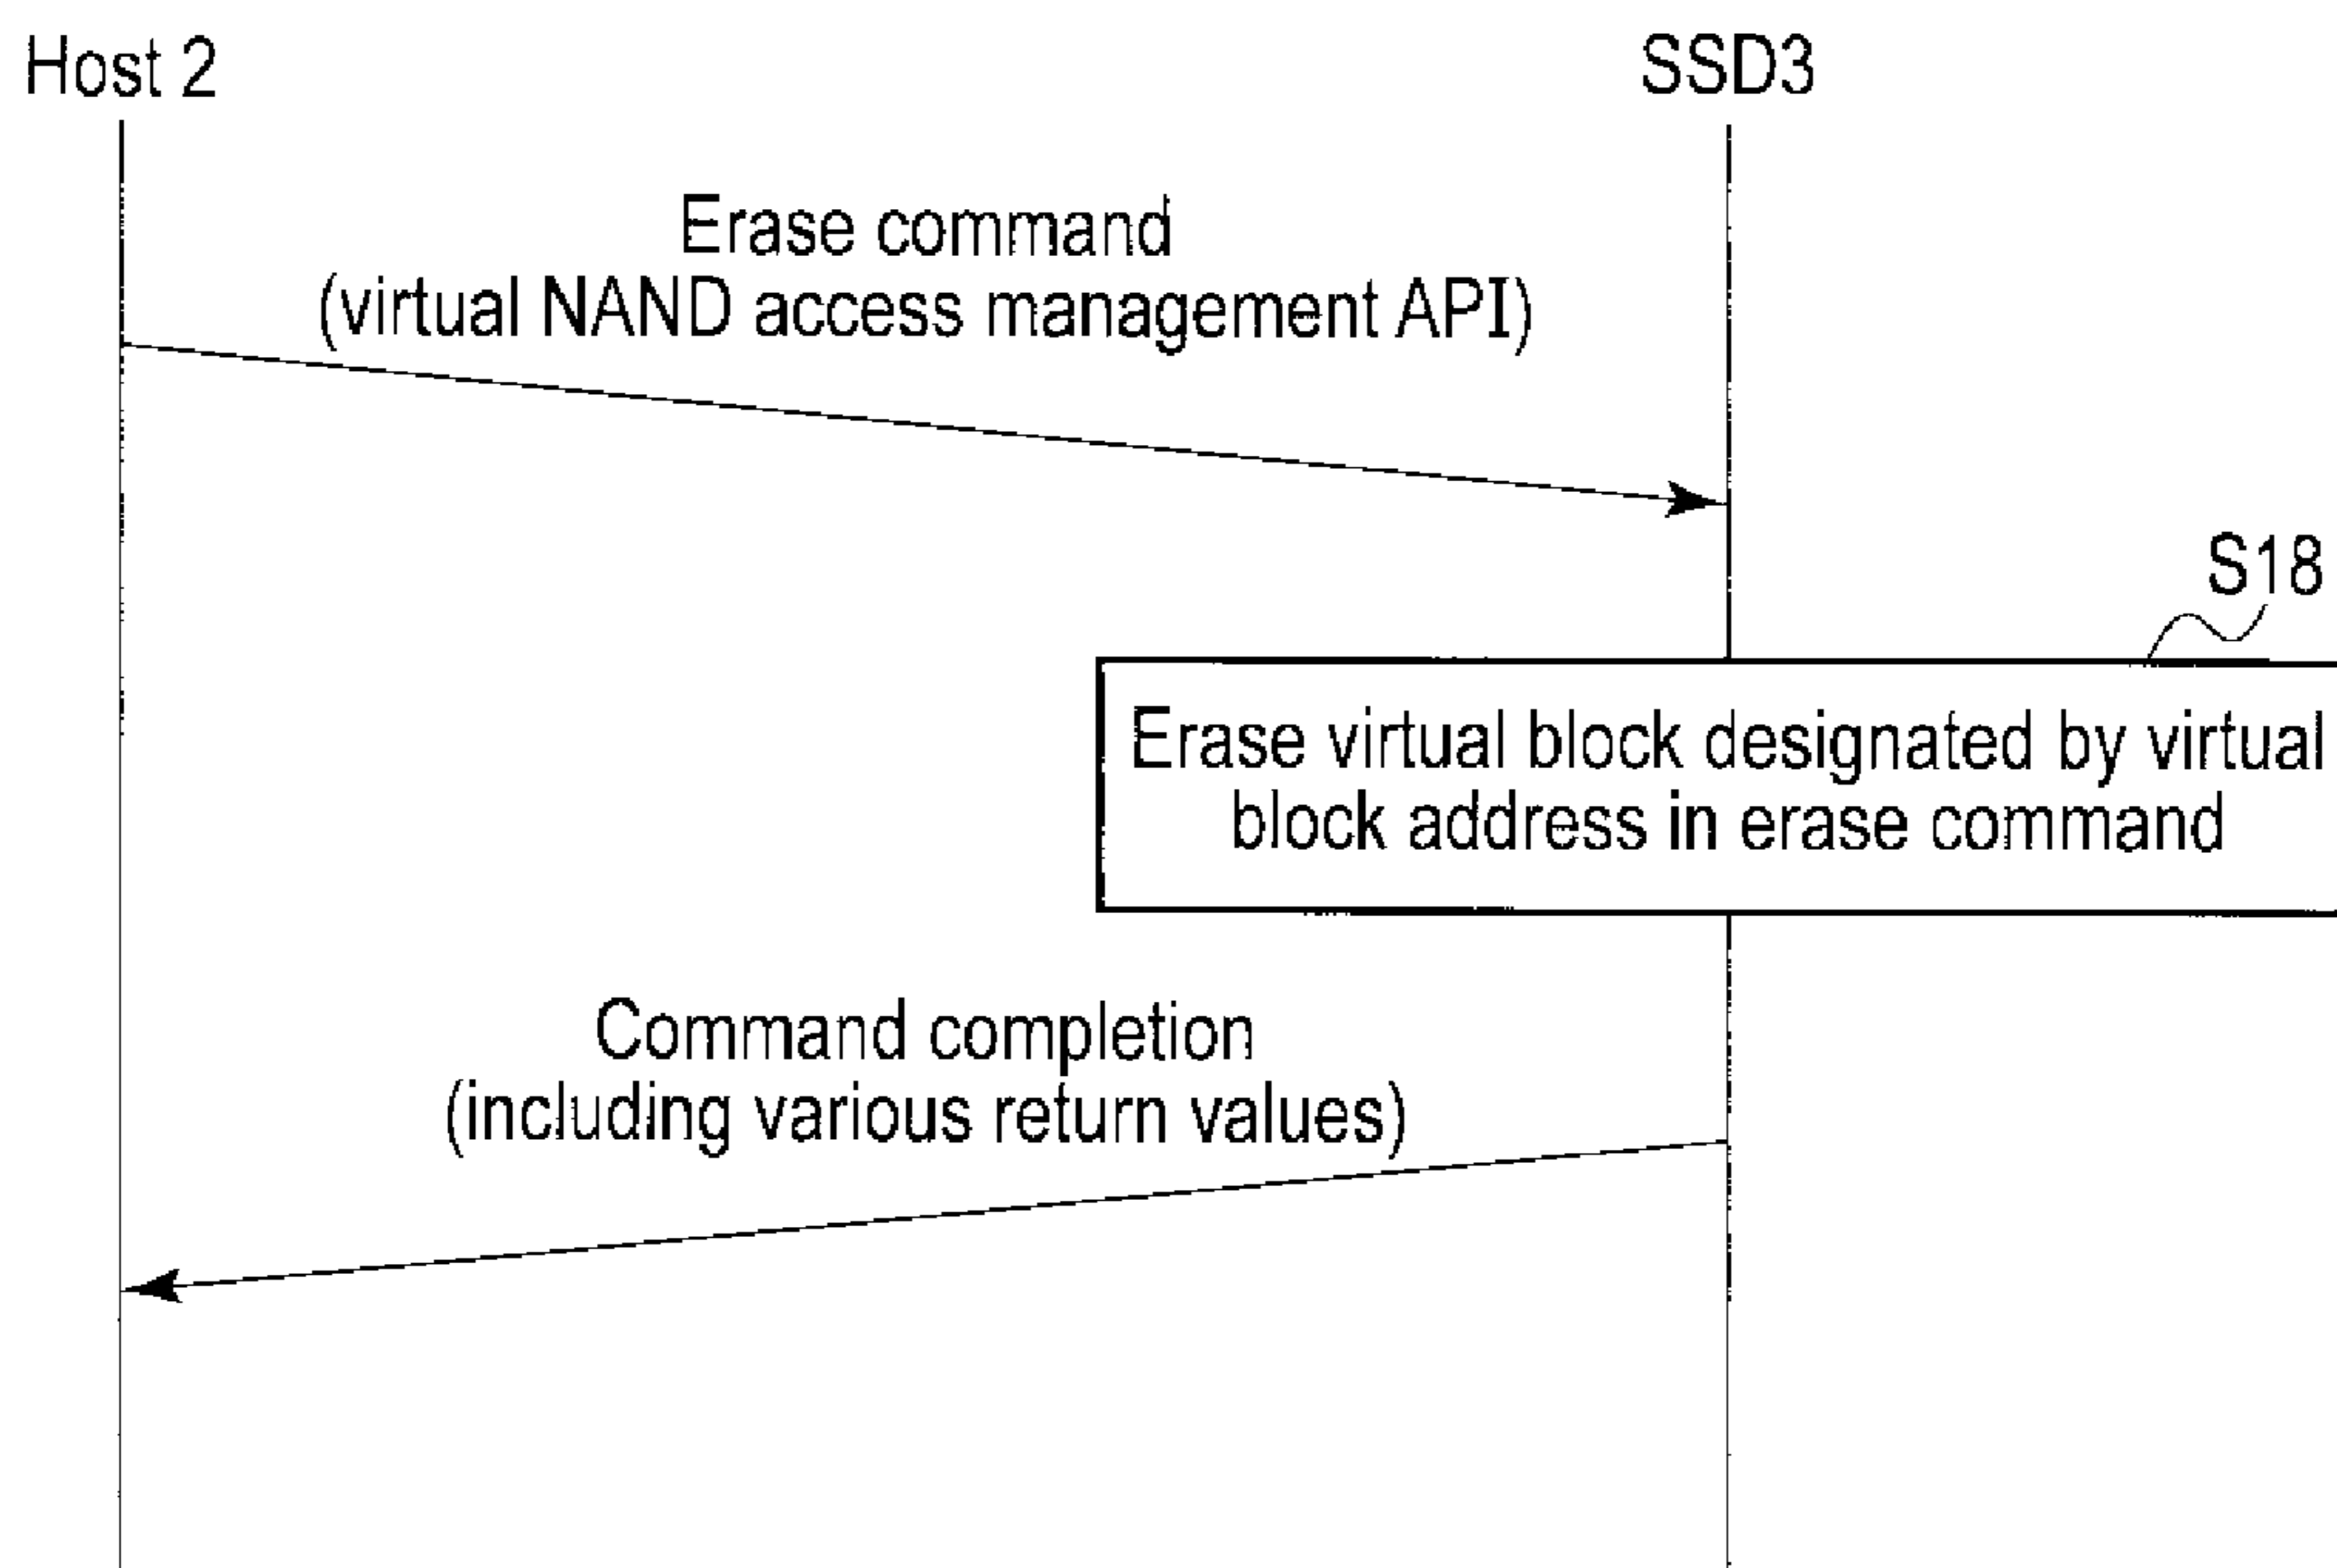 Host 2
SSD3
Erase command
(virtual NAND access management API)
S18
Erase virtual block designated by virtual
block address in erase command
Command completion
(including various return values)